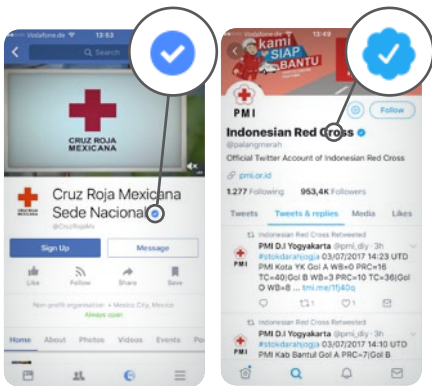 Vodafone.de
13:53
Search
CRUZ ROJA
MEXICANA
Cruz Roja Mexicana
Sede Nacional
@CruzRojaMx
Sign Up
Message
Like
Follow
Share
Save
Non-profit organisation • Mexico City, Mexico
Always open
Home
About
Photos
Videos
Events
Vodafone.de
13:49
kami
SIAP
BANTU
PMI
Follow
Indonesian Red Cross
@palangmerah
Official Twitter Account of Indonesian Red Cross
pmi.or.id
1.277 Following
953,4K Followers
Tweets
Tweets & replies
Media
Likes
Indonesian Red Cross Retweeted
PMI D.I Yogyakarta @pmi_diy · 3h
#stokdarahjogja 03/07/2017 14:23 UTD
PMI Kota YK Gol A WB=0 PRC=16
TC=40|Gol B WB=3 PRC=10 TC=36|Gol
O WB=8 ... tmi.me/1fj40q
1
1
Indonesian Red Cross Retweeted
PMI D.I Yogyakarta @pmi_diy · 3h
#stokdarahjogja 03/07/2017 14:10 UTD
PMI Kab Bantul Gol A PRC=7|Gol B
PMI
PMI